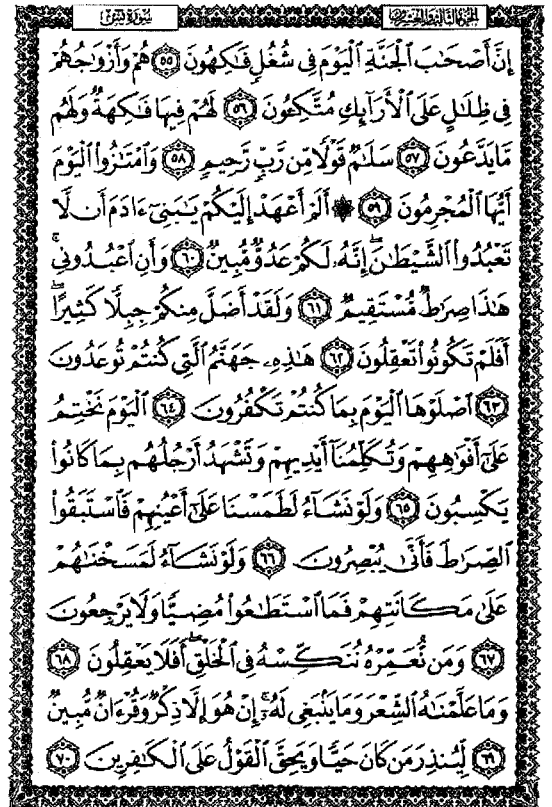 سُورَةُ يسٓ
الجزء الثالث والعشرون
إِنَّ أَصْحَٰبَ ٱلْجَنَّةِ ٱلْيَوْمَ فِى شُغُلٍ فَٰكِهُونَ ٥٥ هُمْ وَأَزْوَٰجُهُمْ
فِى ظِلَٰلٍ عَلَى ٱلْأَرَآئِكِ مُتَّكِـُٔونَ ٥٦ لَهُمْ فِيهَا فَٰكِهَةٌ وَلَهُم
مَّا يَدَّعُونَ ٥٧ سَلَٰمٌ قَوْلًا مِّن رَّبٍّ رَّحِيمٍ ٥٨ وَٱمْتَٰزُوا۟ ٱلْيَوْمَ
أَيُّهَا ٱلْمُجْرِمُونَ ٥٩ ۞ أَلَمْ أَعْهَدْ إِلَيْكُمْ يَٰبَنِىٓ ءَادَمَ أَن لَّا
تَعْبُدُوا۟ ٱلشَّيْطَٰنَ ۖ إِنَّهُۥ لَكُمْ عَدُوٌّ مُّبِينٌ ٦٠ وَأَنِ ٱعْبُدُونِى ۚ
هَٰذَا صِرَٰطٌ مُّسْتَقِيمٌ ٦١ وَلَقَدْ أَضَلَّ مِنكُمْ جِبِلًّا كَثِيرًا ۖ
أَفَلَمْ تَكُونُوا۟ تَعْقِلُونَ ٦٢ هَٰذِهِۦ جَهَنَّمُ ٱلَّتِى كُنتُمْ تُوعَدُونَ
٦٣ ٱصْلَوْهَا ٱلْيَوْمَ بِمَا كُنتُمْ تَكْفُرُونَ ٦٤ ٱلْيَوْمَ نَخْتِمُ
عَلَىٰٓ أَفْوَٰهِهِمْ وَتُكَلِّمُنَآ أَيْدِيهِمْ وَتَشْهَدُ أَرْجُلُهُم بِمَا كَانُوا۟
يَكْسِبُونَ ٦٥ وَلَوْ نَشَآءُ لَطَمَسْنَا عَلَىٰٓ أَعْيُنِهِمْ فَٱسْتَبَقُوا۟
ٱلصِّرَٰطَ فَأَنَّىٰ يُبْصِرُونَ ٦٦ وَلَوْ نَشَآءُ لَمَسَخْنَٰهُمْ
عَلَىٰ مَكَانَتِهِمْ فَمَا ٱسْتَطَٰعُوا۟ مُضِيًّا وَلَا يَرْجِعُونَ
٦٧ وَمَن نُّعَمِّرْهُ نُنَكِّسْهُ فِى ٱلْخَلْقِ ۖ أَفَلَا يَعْقِلُونَ ٦٨
وَمَا عَلَّمْنَٰهُ ٱلشِّعْرَ وَمَا يَنۢبَغِى لَهُۥٓ ۚ إِنْ هُوَ إِلَّا ذِكْرٌ وَقُرْءَانٌ مُّبِينٌ
٦٩ لِّيُنذِرَ مَن كَانَ حَيًّا وَيَحِقَّ ٱلْقَوْلُ عَلَى ٱلْكَٰفِرِينَ ٧٠